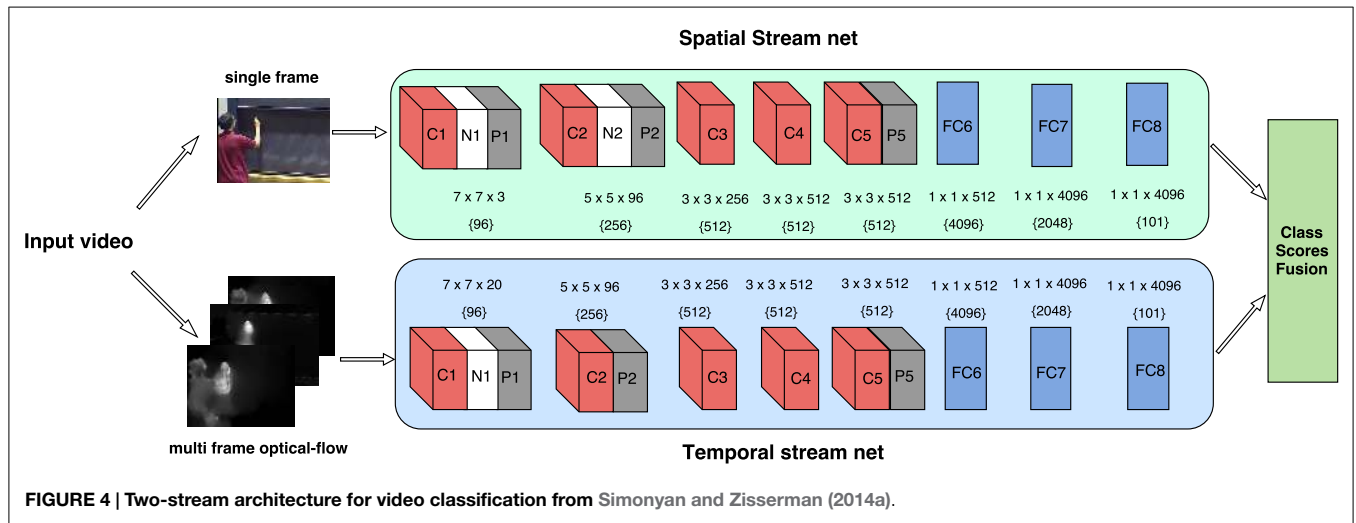 Spatial Stream net
single frame
C1 N1 P1 C2 N2 P2 C3 C4 C5 P5 FC6 FC7 FC8
7 x 7 x 3 5 x 5 x 96 3 x 3 x 256 3 x 3 x 512 3 x 3 x 512 1 x 1 x 512 1 x 1 x 4096 1 x 1 x 4096
{96} {256} {512} {512} {512} {4096} {2048} {101}
Input video
Class
Scores
Fusion
7 x 7 x 20 5 x 5 x 96 3 x 3 x 256 3 x 3 x 512 3 x 3 x 512 1 x 1 x 512 1 x 1 x 4096 1 x 1 x 4096
{96} {256} {512} {512} {512} {4096} {2048} {101}
C1 N1 P1 C2 P2 C3 C4 C5 P5 FC6 FC7 FC8
multi frame optical-flow
Temporal stream net
FIGURE 4 | Two-stream architecture for video classification from Simonyan and Zisserman (2014a).